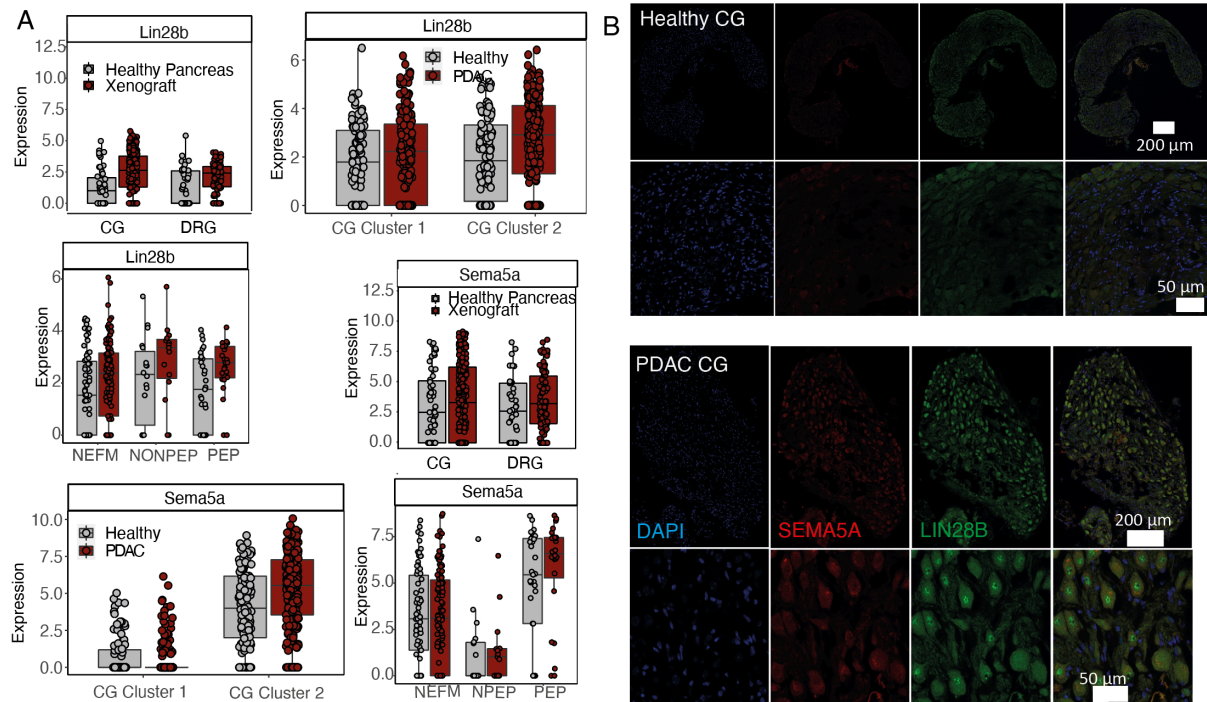 A
Lin28b
12.5
10.0
7.5
5.0
2.5
0.0
Expression
Healthy Pancreas
Xenograft
CG DRG
Lin28b
6
4
2
0
Expression
Healthy
PDAC
CG Cluster 1 CG Cluster 2
Lin28b
6
4
2
0
Expression
NEFM NONPEP PEP
Sema5a
12.5
10.0
7.5
5.0
2.5
0.0
Expression
Healthy Pancreas
Xenograft
CG DRG
Sema5a
10.0
7.5
5.0
2.5
0.0
Expression
Healthy
PDAC
CG Cluster 1 CG Cluster 2
Sema5a
7.5
5.0
2.5
0.0
Expression
NEFM NPEP PEP
B
Healthy CG
200 µm
50 µm
PDAC CG
DAPI SEMA5A LIN28B
200 µm
50 µm